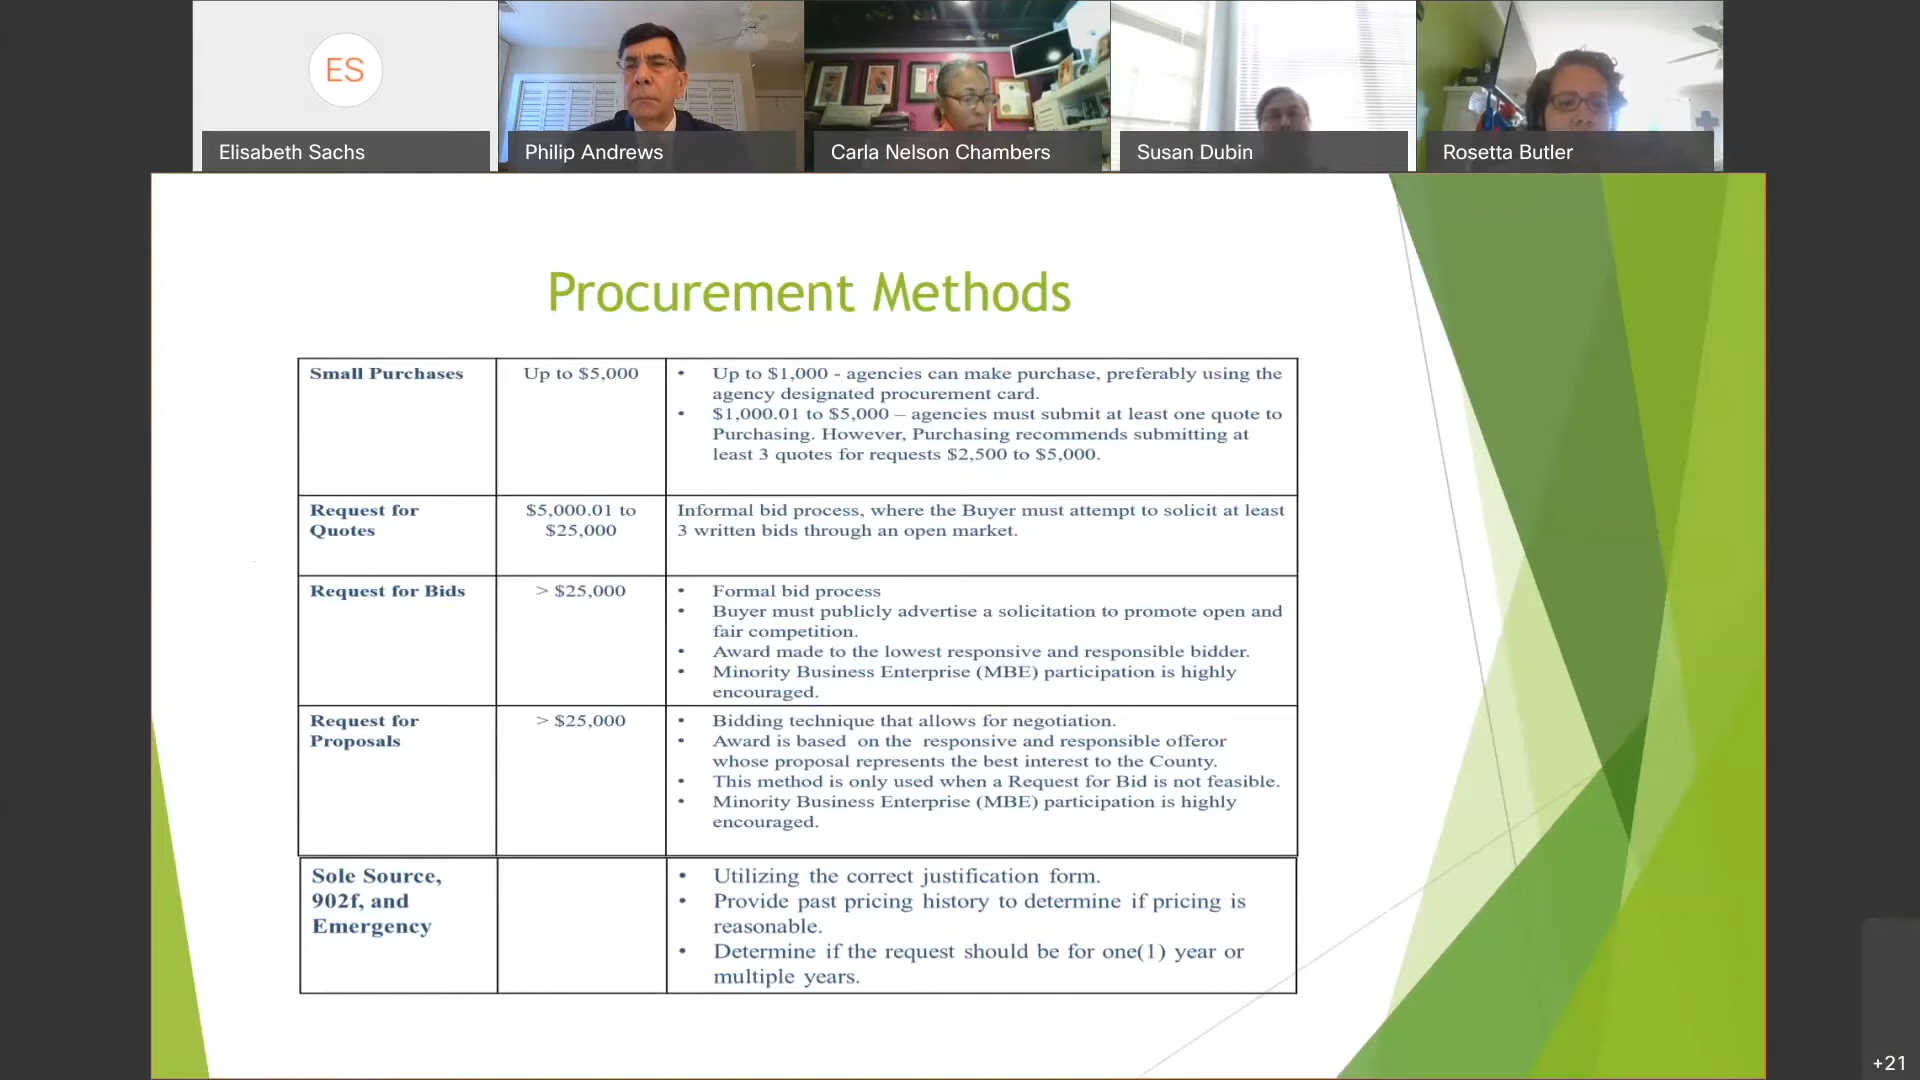 ES
Elisabeth Sachs
Philip Andrews
Carla Nelson Chambers
Susan Dubin
Rosetta Butler
Procurement Methods
Small Purchases
Up to $5,000
• Up to $1,000 - agencies can make purchase, preferably using the
agency designated procurement card.
• $1,000.01 to $5,000 – agencies must submit at least one quote to
Purchasing. However, Purchasing recommends submitting at
least 3 quotes for requests $2,500 to $5,000.
Request for
Quotes
$5,000.01 to
$25,000
Informal bid process, where the Buyer must attempt to solicit at least
3 written bids through an open market.
Request for Bids
> $25,000
• Formal bid process
• Buyer must publicly advertise a solicitation to promote open and
fair competition.
• Award made to the lowest responsive and responsible bidder.
• Minority Business Enterprise (MBE) participation is highly
encouraged.
Request for
Proposals
> $25,000
• Bidding technique that allows for negotiation.
• Award is based on the responsive and responsible offeror
whose proposal represents the best interest to the County.
• This method is only used when a Request for Bid is not feasible.
• Minority Business Enterprise (MBE) participation is highly
encouraged.
Sole Source,
902f, and
Emergency
• Utilizing the correct justification form.
• Provide past pricing history to determine if pricing is
reasonable.
• Determine if the request should be for one(1) year or
multiple years.
+21